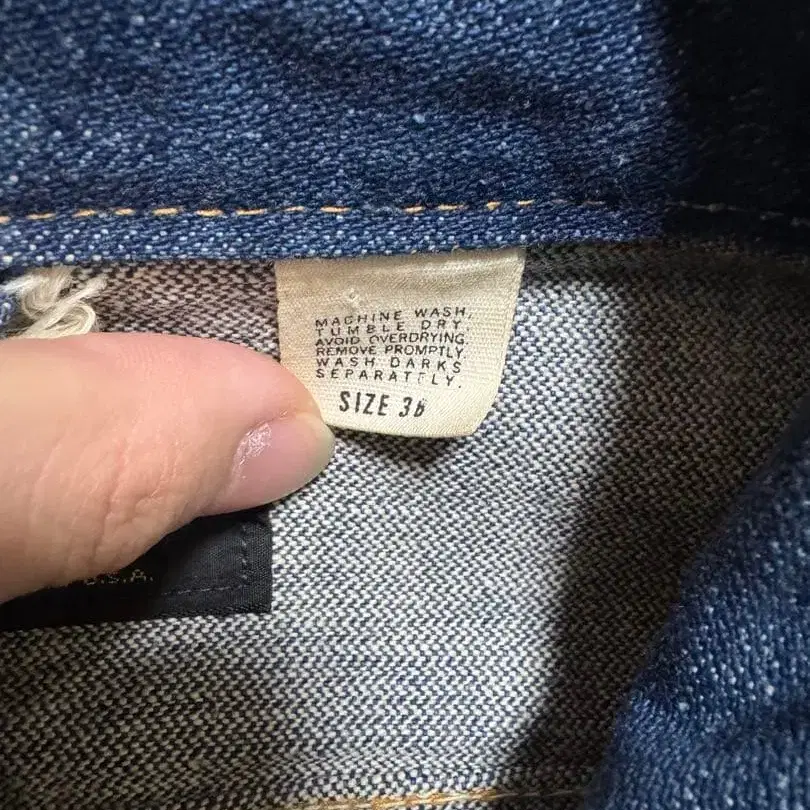 MACHINE WASH,
TUMBLE DRY.
AVOID OVERDRYING.
REMOVE PROMPTLY.
WASH DARKS
SEPARATELY.
SIZE 36
U.S.A.